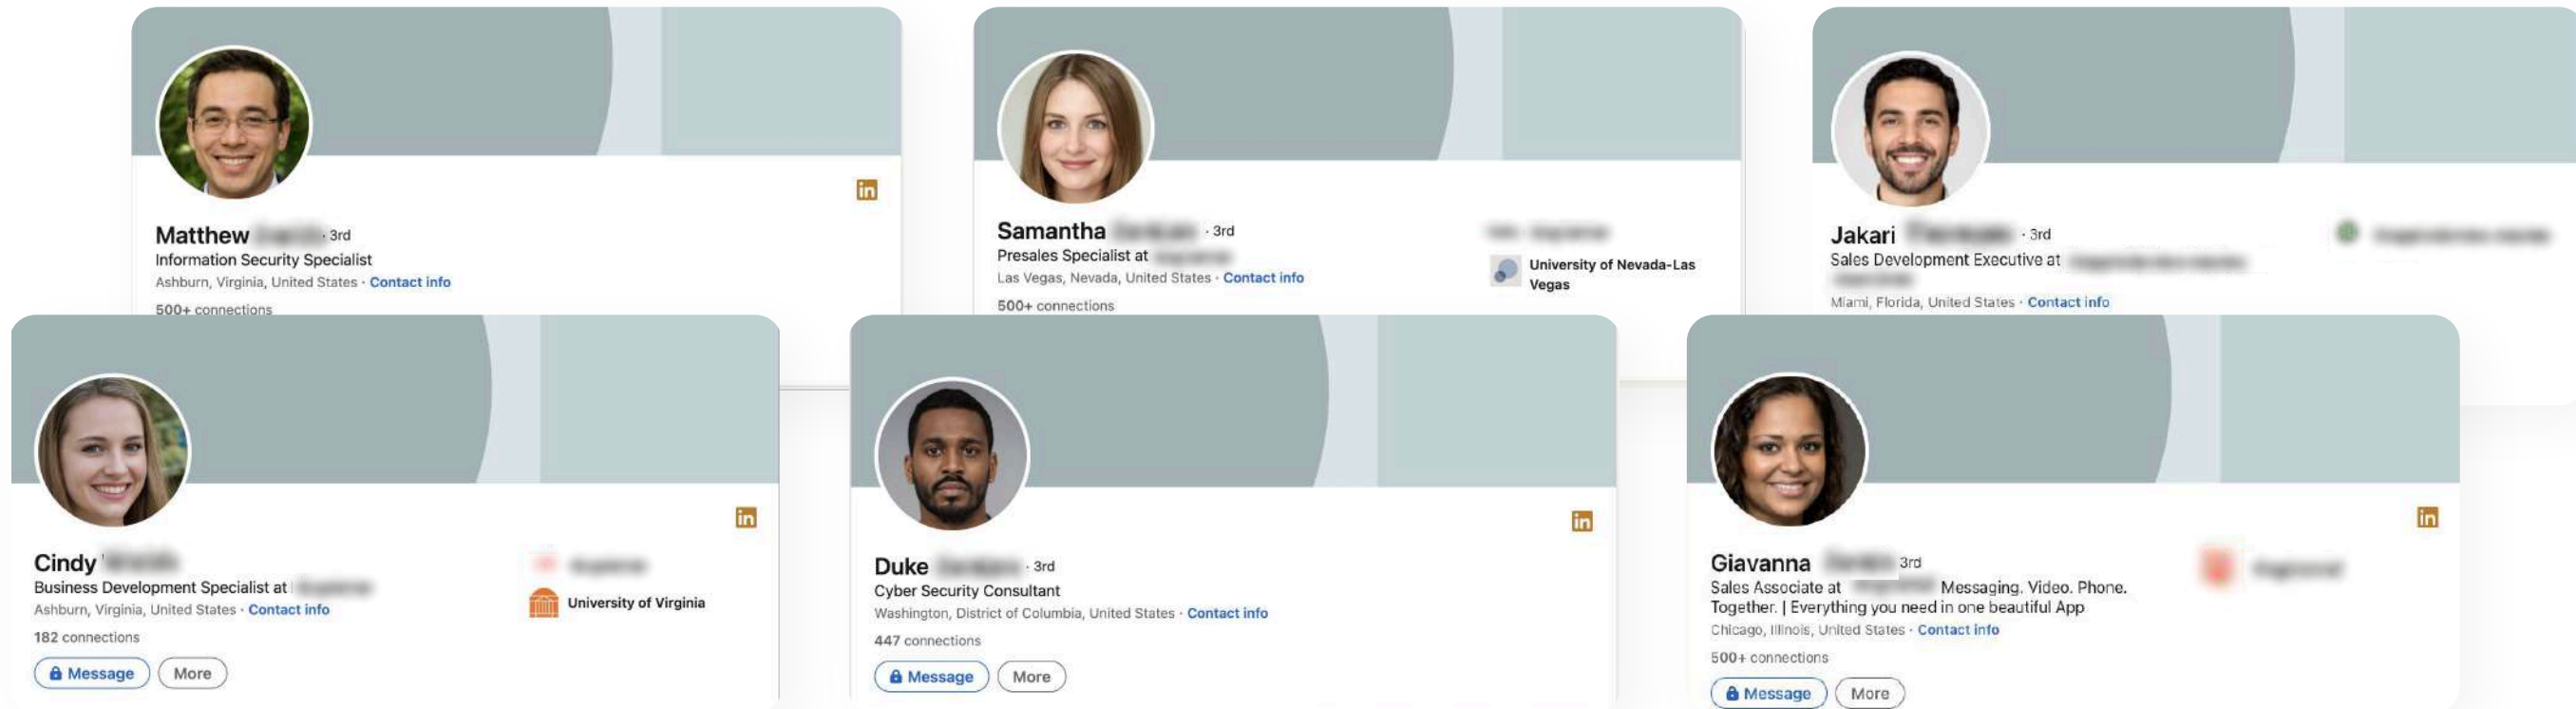 Matthew · 3rd
Information Security Specialist
Ashburn, Virginia, United States · Contact info
500+ connections
in
Samantha · 3rd
Presales Specialist at
Las Vegas, Nevada, United States · Contact info
500+ connections
University of Nevada-Las
Vegas
Jakari · 3rd
Sales Development Executive at
Miami, Florida, United States · Contact info
Cindy
Business Development Specialist at
Ashburn, Virginia, United States · Contact info
182 connections
Message
More
in
University of Virginia
Duke · 3rd
Cyber Security Consultant
Washington, District of Columbia, United States · Contact info
447 connections
Message
More
in
Giavanna 3rd
Sales Associate at Messaging. Video. Phone.
Together. | Everything you need in one beautiful App
Chicago, Illinois, United States · Contact info
500+ connections
Message
More
in